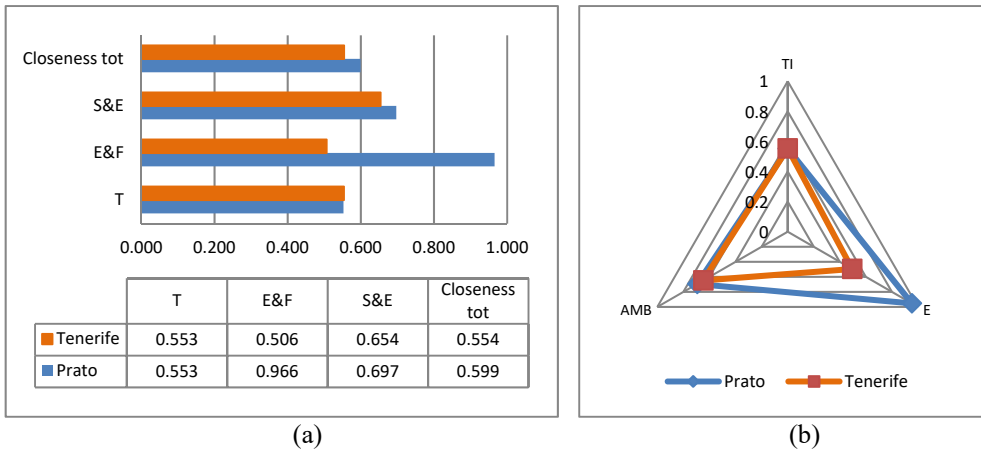 Closeness tot
S&E
E&F
T
0.000 0.200 0.400 0.600 0.800 1.000
T E&F S&E Closeness tot
Tenerife 0.553 0.506 0.654 0.554
Prato 0.553 0.966 0.697 0.599
(a)
TI
1
0.8
0.6
0.4
0.2
0
AMB E
Prato Tenerife
(b)